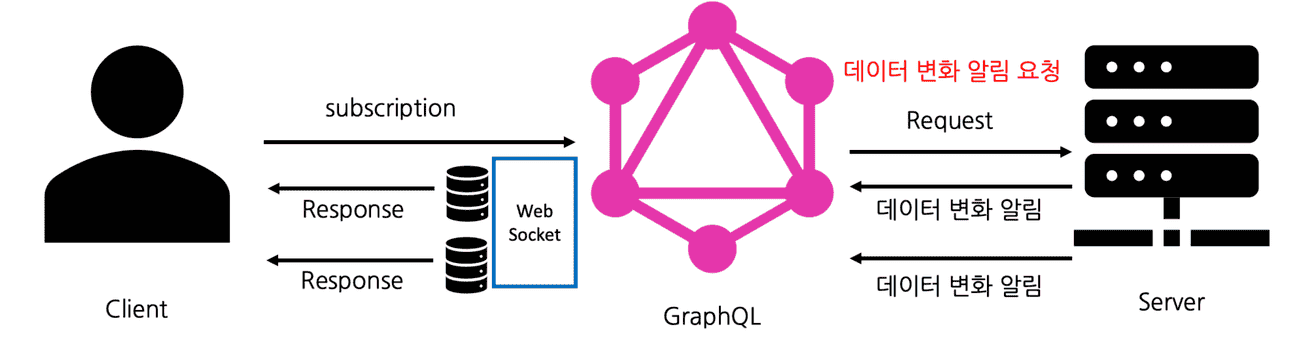 subscription
Response
Response
Web
Socket
Client
GraphQL
데이터 변화 알림 요청
Request
데이터 변화 알림
데이터 변화 알림
Server